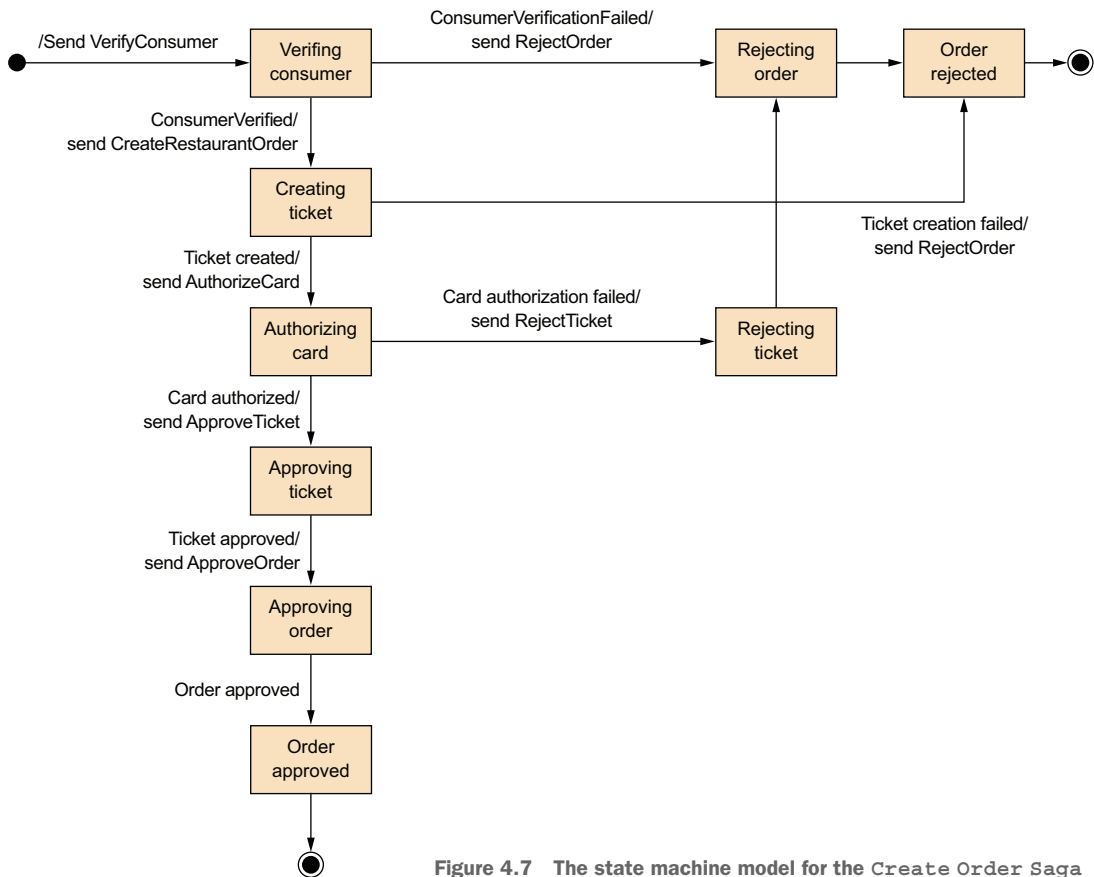 ConsumerVerificationFailed/
send RejectOrder
/Send VerifyConsumer
Verifing
consumer
Rejecting
order
Order
rejected
ConsumerVerified/
send CreateRestaurantOrder
Creating
ticket
Ticket creation failed/
send RejectOrder
Ticket created/
send AuthorizeCard
Card authorization failed/
send RejectTicket
Authorizing
card
Rejecting
ticket
Card authorized/
send ApproveTicket
Approving
ticket
Ticket approved/
send ApproveOrder
Approving
order
Order approved
Order
approved
Figure 4.7 The state machine model for the Create Order Saga